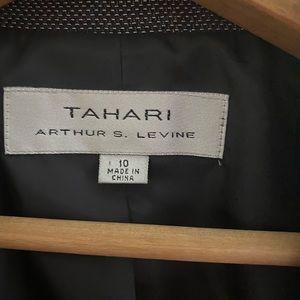 TAHARI
ARTHUR S. LEVINE
10
MADE IN
CHINA